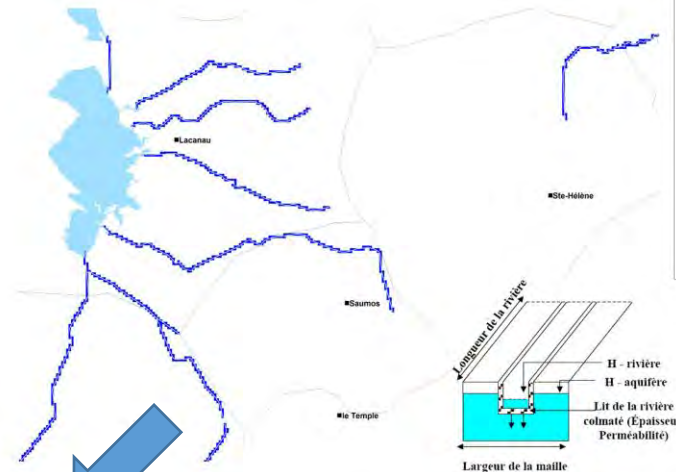 Lacanau
Ste-Hélène
Saumos
le Temple
Longueur de la rivière
H - rivière
H - aquifère
Lit de la rivière
colmaté (Épaisseu
Perméabilité)
Largeur de la maille